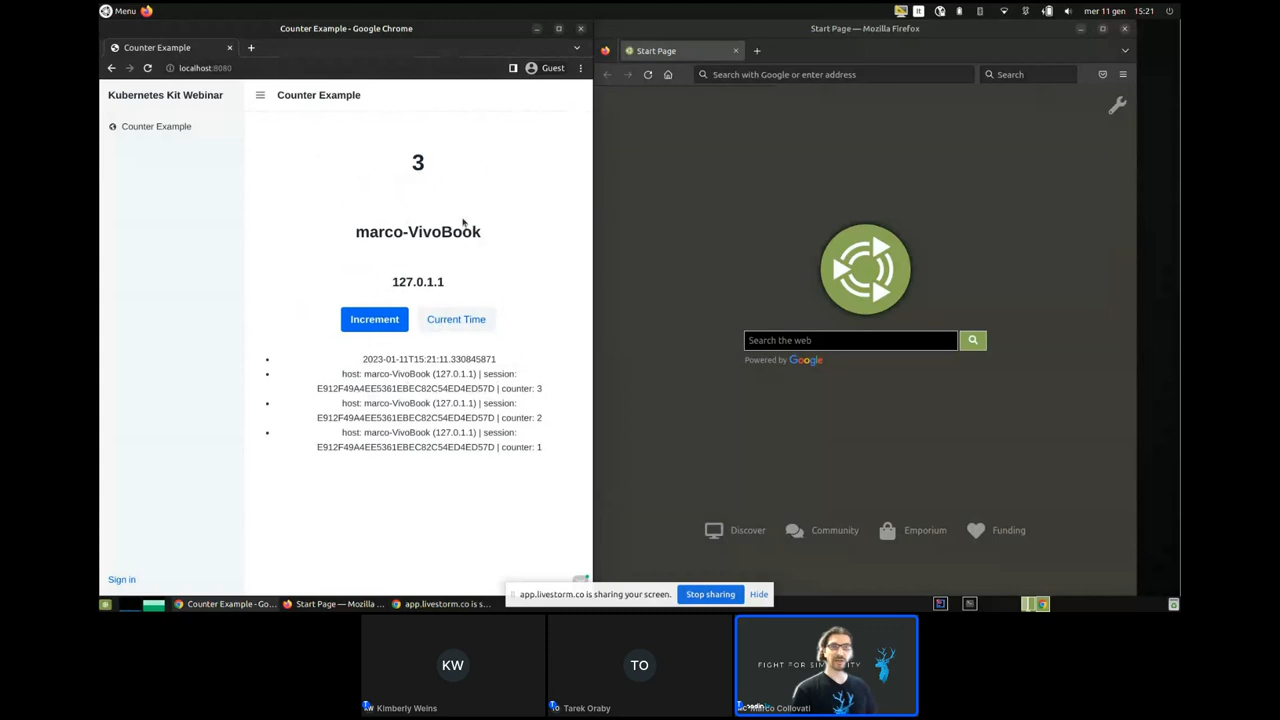 Menu
It
mer 11 gen
15:21
Counter Example - Google Chrome
Start Page — Mozilla Firefox
Counter Example
Start Page
localhost:8080
Guest
Search with Google or enter address
Search
Kubernetes Kit Webinar
Counter Example
Counter Example
3
marco-VivoBook
127.0.1.1
Increment
Current Time
2023-01-11T15:21:11.330845871
host: marco-VivoBook (127.0.1.1) | session:
E912F49A4EE5361EBEC82C54ED4ED57D | counter: 3
host: marco-VivoBook (127.0.1.1) | session:
E912F49A4EE5361EBEC82C54ED4ED57D | counter: 2
host: marco-VivoBook (127.0.1.1) | session:
E912F49A4EE5361EBEC82C54ED4ED57D | counter: 1
Sign in
Search the web
Powered by Google
Discover
Community
Emporium
Funding
app.livestorm.co is sharing your screen.
Stop sharing
Hide
Counter Example - Go...
Start Page — Mozilla ...
app.livestorm.co is s...
KW
Kimberly Weins
TO
Tarek Oraby
FIGHT FOR SIMPLICITY
Marco Collovati